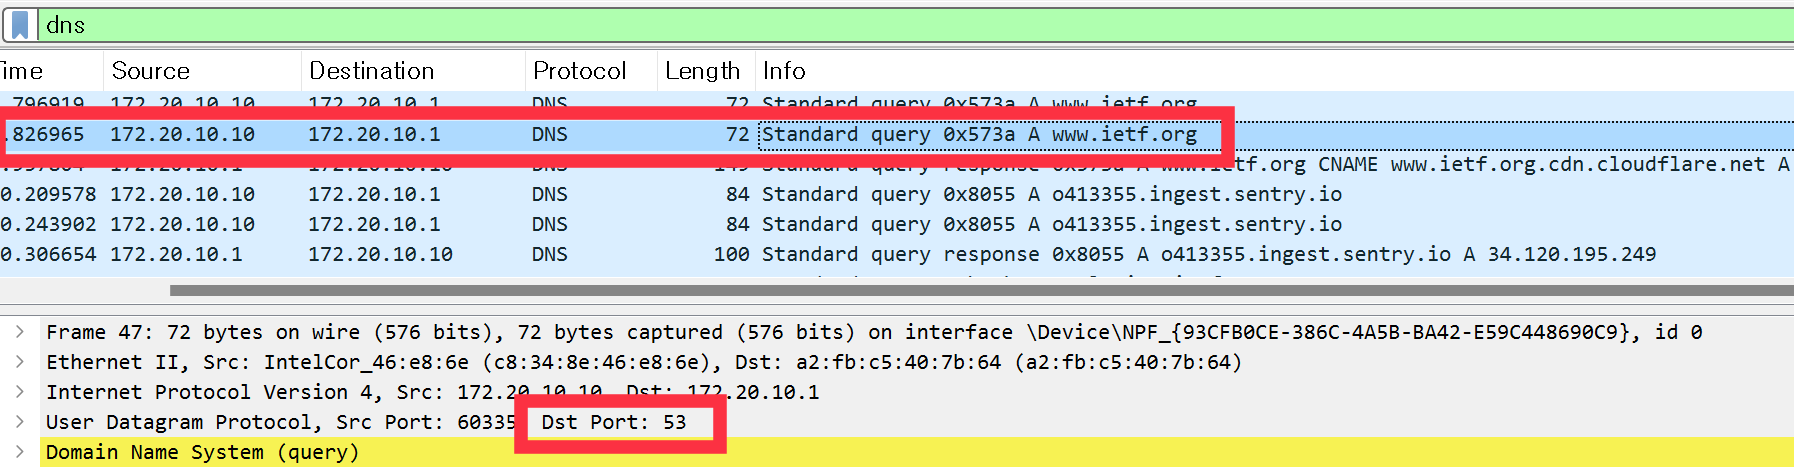 dns
Time Source Destination Protocol Length Info
.796919 172.20.10.10 172.20.10.1 DNS 72 Standard query 0x573a A www.ietf.org
.826965 172.20.10.10 172.20.10.1 DNS 72 Standard query 0x573a A www.ietf.org
172.20.10.1 172.20.10.10 DNS 149 Standard query response 0x573a A www.ietf.org CNAME www.ietf.org.cdn.cloudflare.net A
0.209578 172.20.10.10 172.20.10.1 DNS 84 Standard query 0x8055 A o413355.ingest.sentry.io
0.243902 172.20.10.10 172.20.10.1 DNS 84 Standard query 0x8055 A o413355.ingest.sentry.io
0.306654 172.20.10.1 172.20.10.10 DNS 100 Standard query response 0x8055 A o413355.ingest.sentry.io A 34.120.195.249
Frame 47: 72 bytes on wire (576 bits), 72 bytes captured (576 bits) on interface \Device\NPF_{93CFB0CE-386C-4A5B-BA42-E59C448690C9}, id 0
Ethernet II, Src: IntelCor_46:e8:6e (c8:34:8e:46:e8:6e), Dst: a2:fb:c5:40:7b:64 (a2:fb:c5:40:7b:64)
Internet Protocol Version 4, Src: 172.20.10.10, Dst: 172.20.10.1
User Datagram Protocol, Src Port: 60335, Dst Port: 53
Domain Name System (query)